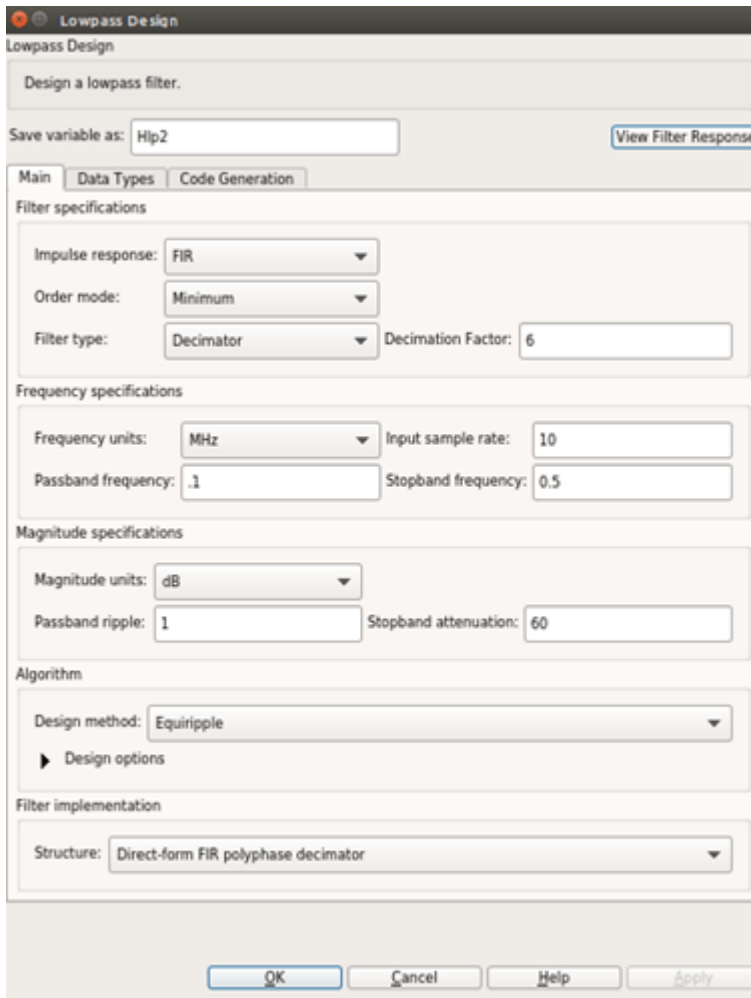 Lowpass Design
Lowpass Design
Design a lowpass filter.
Save variable as: Hlp2 View Filter Response
Main Data Types Code Generation
Filter specifications
Impulse response: FIR
Order mode: Minimum
Filter type: Decimator Decimation Factor: 6
Frequency specifications
Frequency units: MHz Input sample rate: 10
Passband frequency: .1 Stopband frequency: 0.5
Magnitude specifications
Magnitude units: dB
Passband ripple: 1 Stopband attenuation: 60
Algorithm
Design method: Equiripple
Design options
Filter implementation
Structure: Direct-form FIR polyphase decimator
OK Cancel Help Apply